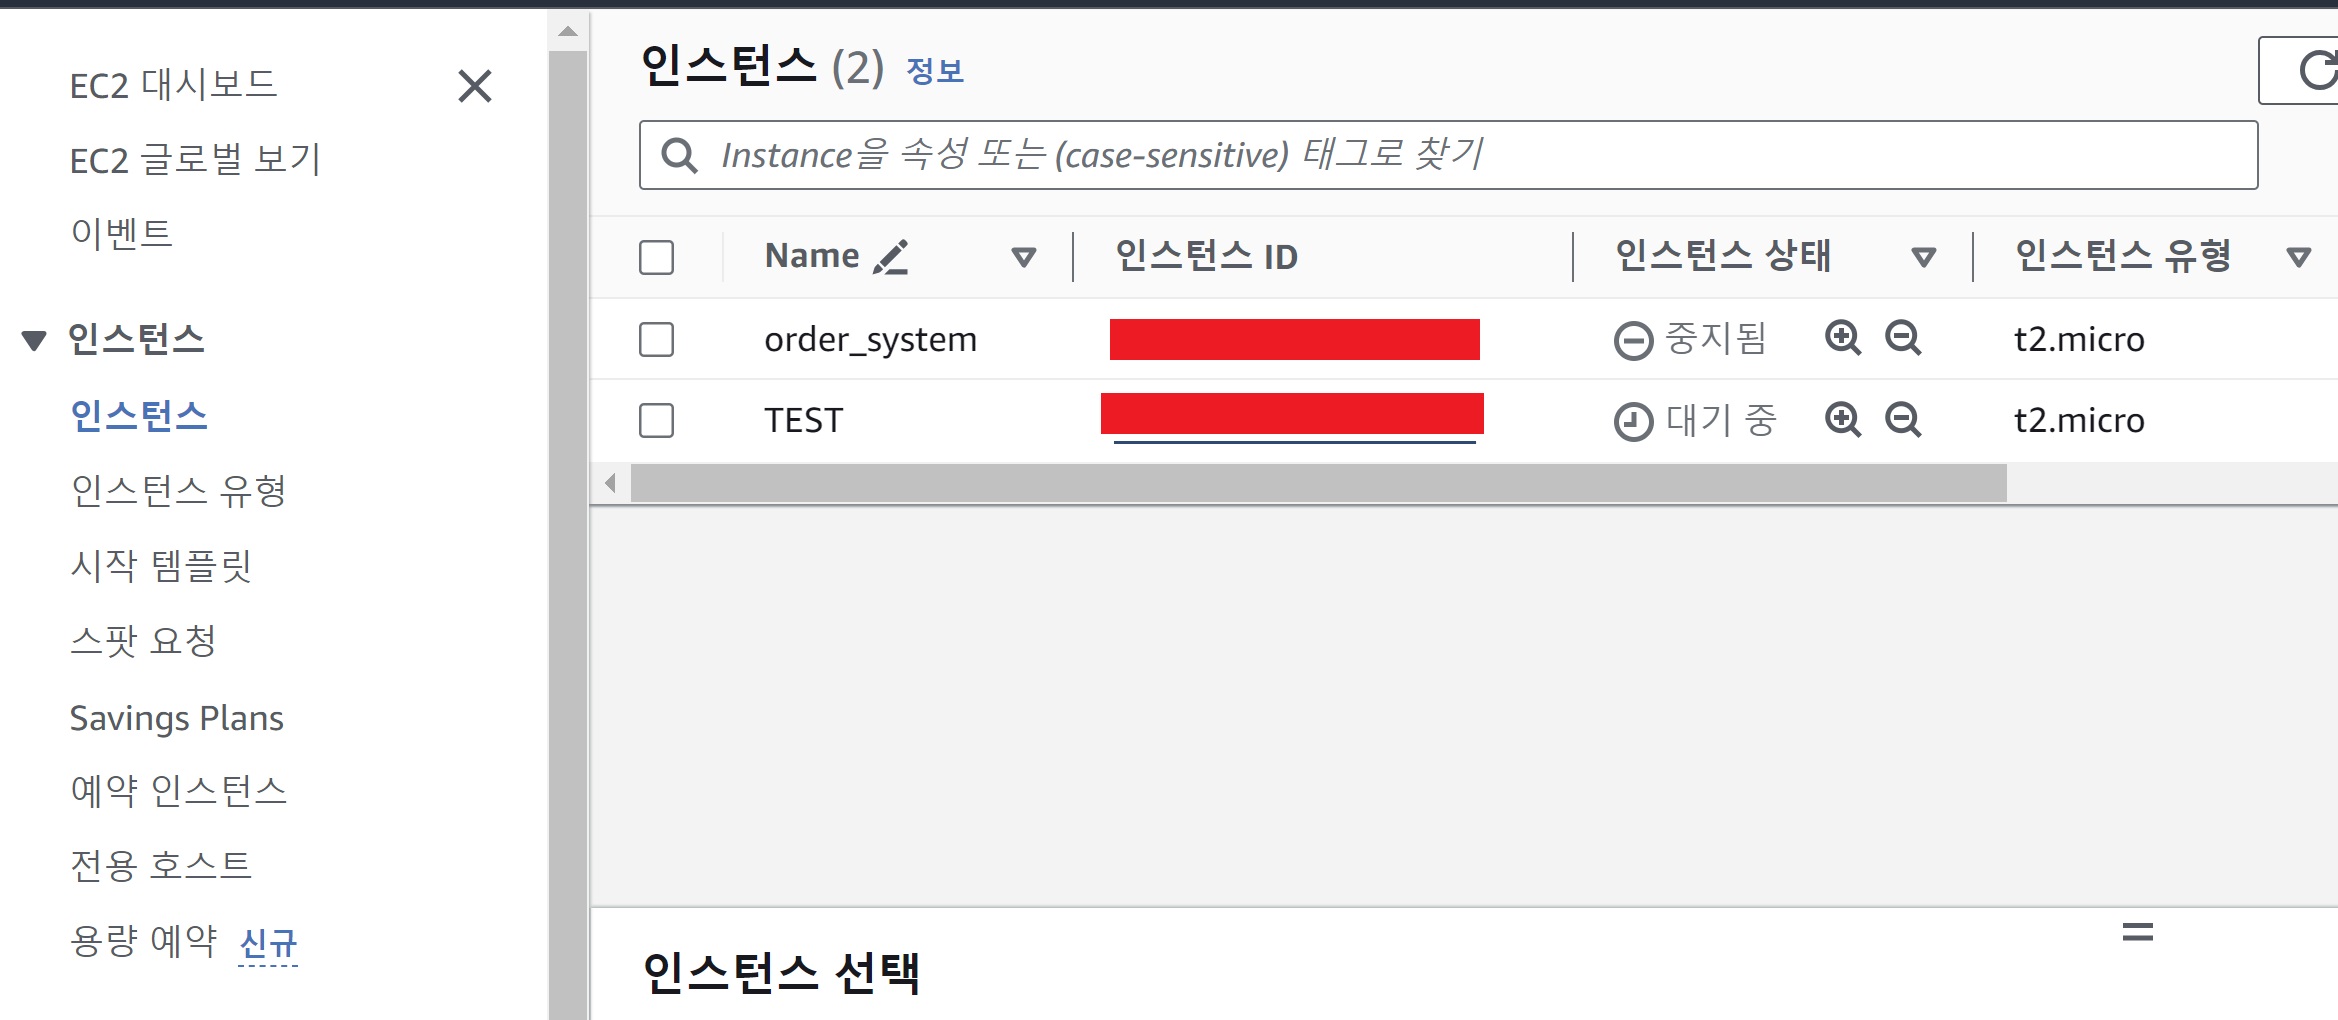 EC2 대시보드
EC2 글로벌 보기
이벤트
인스턴스
인스턴스
인스턴스 유형
시작 템플릿
스팟 요청
Savings Plans
예약 인스턴스
전용 호스트
용량 예약 신규
인스턴스 (2) 정보
Instance을 속성 또는 (case-sensitive) 태그로 찾기
Name 인스턴스 ID 인스턴스 상태 인스턴스 유형
order_system 중지됨 t2.micro
TEST 대기 중 t2.micro
인스턴스 선택